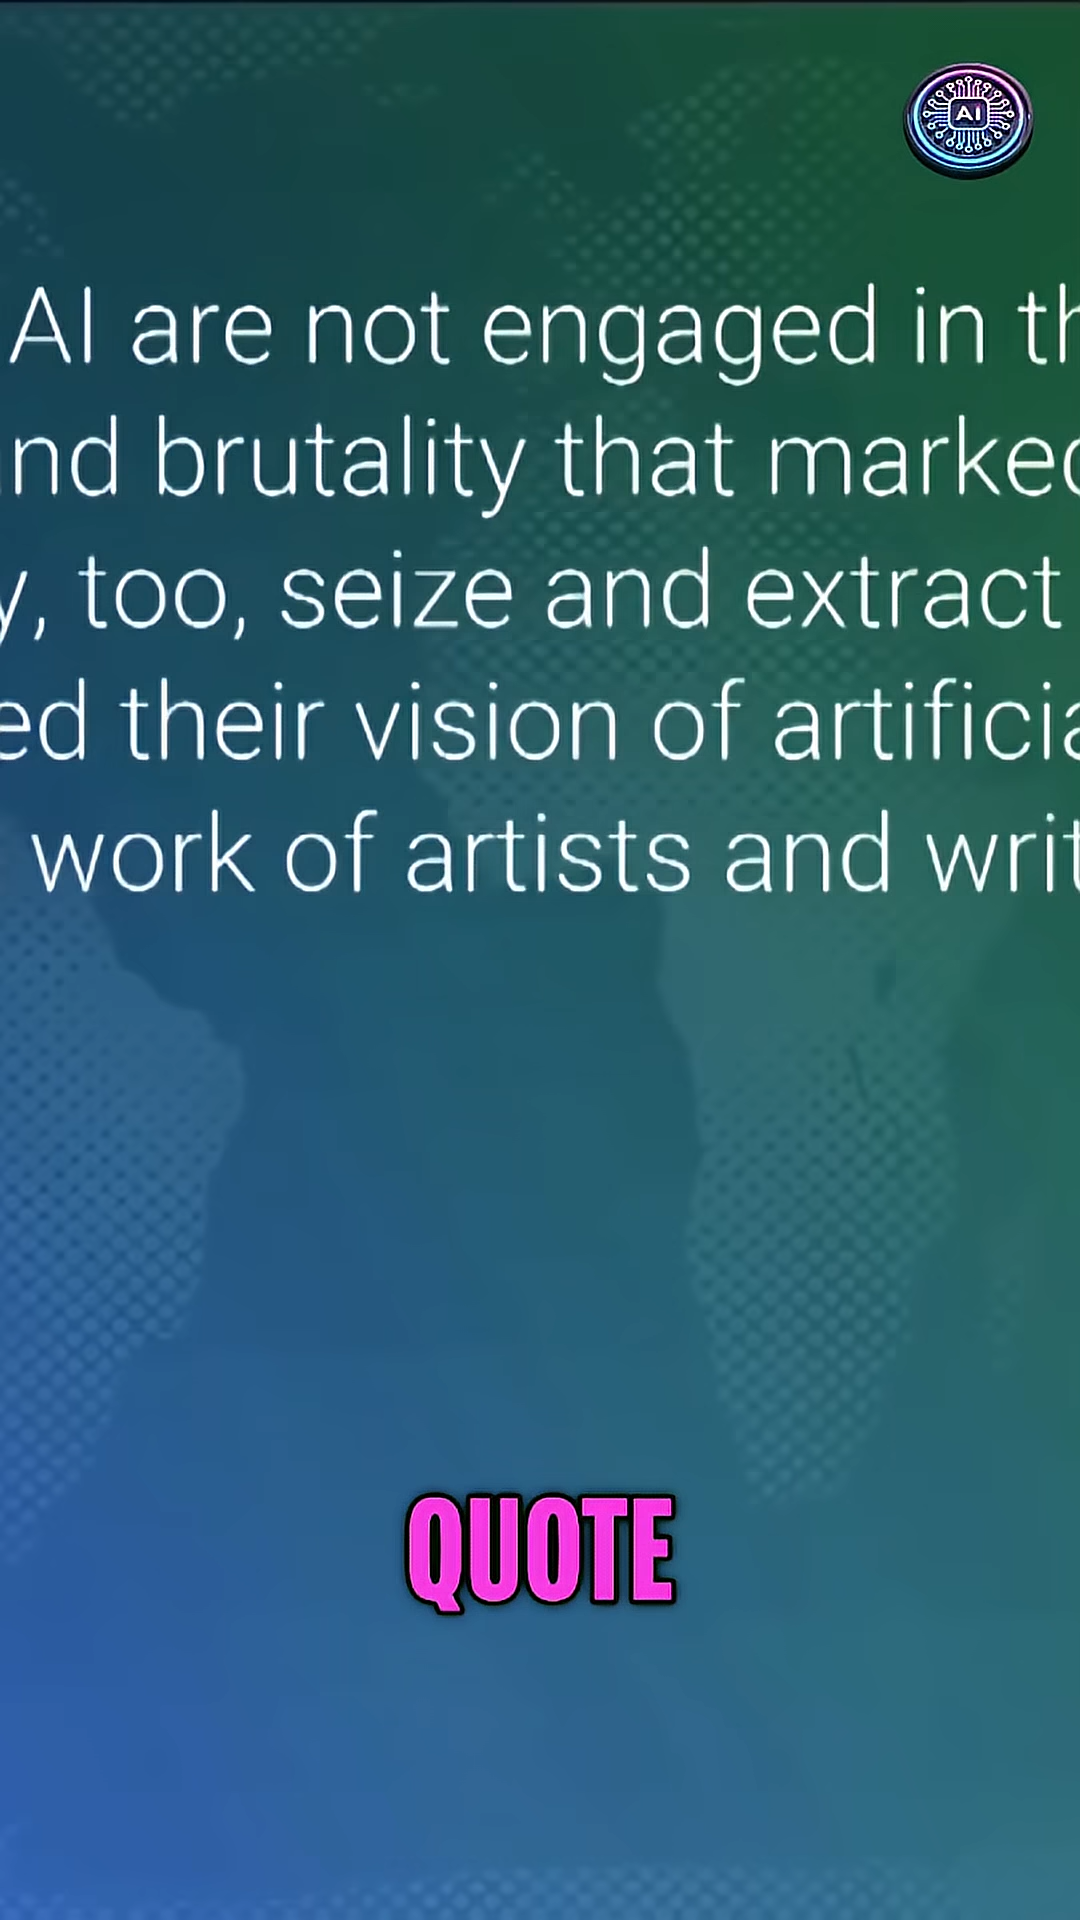 AI
AI are not engaged in th
nd brutality that marked
y, too, seize and extract
ed their vision of artificia
work of artists and writ
QUOTE